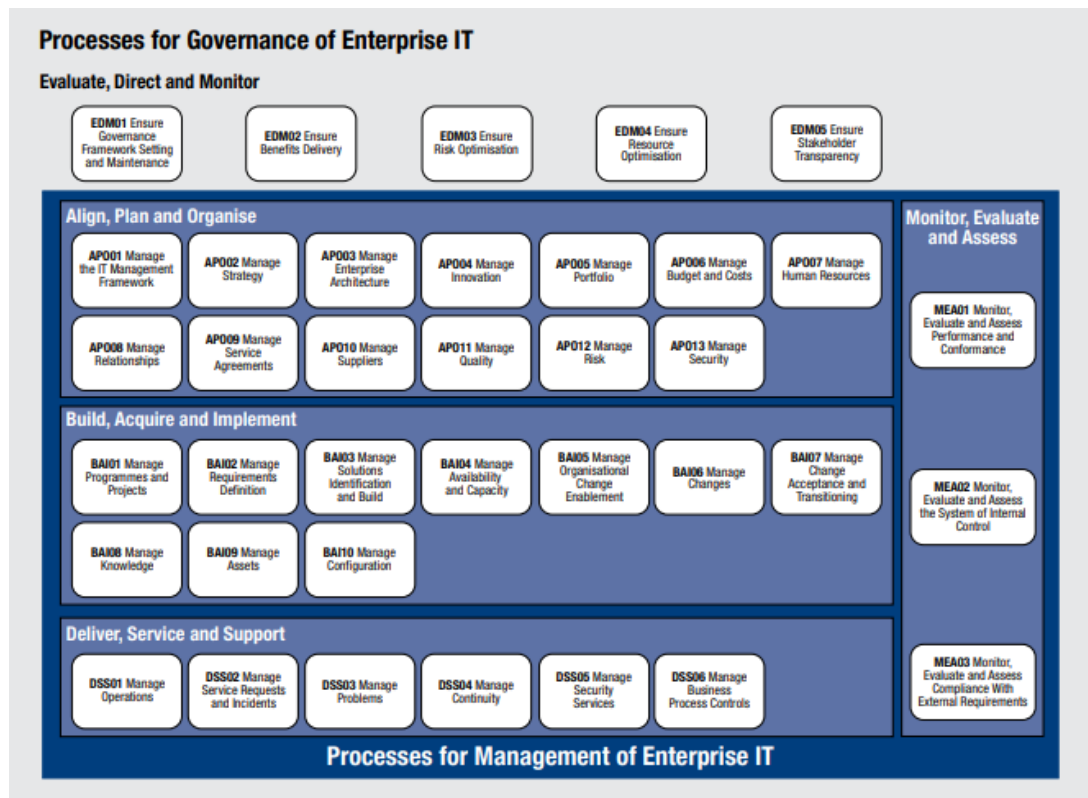 Processes for Governance of Enterprise IT
Evaluate, Direct and Monitor
EDM01 Ensure
Governance
Framework Setting
and Maintenance
EDM02 Ensure
Benefits Delivery
EDM03 Ensure
Risk Optimisation
EDM04 Ensure
Resource
Optimisation
EDM05 Ensure
Stakeholder
Transparency
Align, Plan and Organise
APO01 Manage
the IT Management
Framework
APO02 Manage
Strategy
APO03 Manage
Enterprise
Architecture
APO04 Manage
Innovation
APO05 Manage
Portfolio
APO06 Manage
Budget and Costs
APO07 Manage
Human Resources
APO08 Manage
Relationships
APO09 Manage
Service
Agreements
APO10 Manage
Suppliers
APO11 Manage
Quality
APO12 Manage
Risk
APO13 Manage
Security
Build, Acquire and Implement
BAI01 Manage
Programmes and
Projects
BAI02 Manage
Requirements
Definition
BAI03 Manage
Solutions
Identification
and Build
BAI04 Manage
Availability
and Capacity
BAI05 Manage
Organisational
Change
Enablement
BAI06 Manage
Changes
BAI07 Manage
Change
Acceptance and
Transitioning
BAI08 Manage
Knowledge
BAI09 Manage
Assets
BAI10 Manage
Configuration
Deliver, Service and Support
DSS01 Manage
Operations
DSS02 Manage
Service Requests
and Incidents
DSS03 Manage
Problems
DSS04 Manage
Continuity
DSS05 Manage
Security
Services
DSS06 Manage
Business
Process Controls
Monitor, Evaluate
and Assess
MEA01 Monitor,
Evaluate and Assess
Performance and
Conformance
MEA02 Monitor,
Evaluate and Assess
the System of Internal
Control
MEA03 Monitor,
Evaluate and Assess
Compliance With
External Requirements
Processes for Management of Enterprise IT